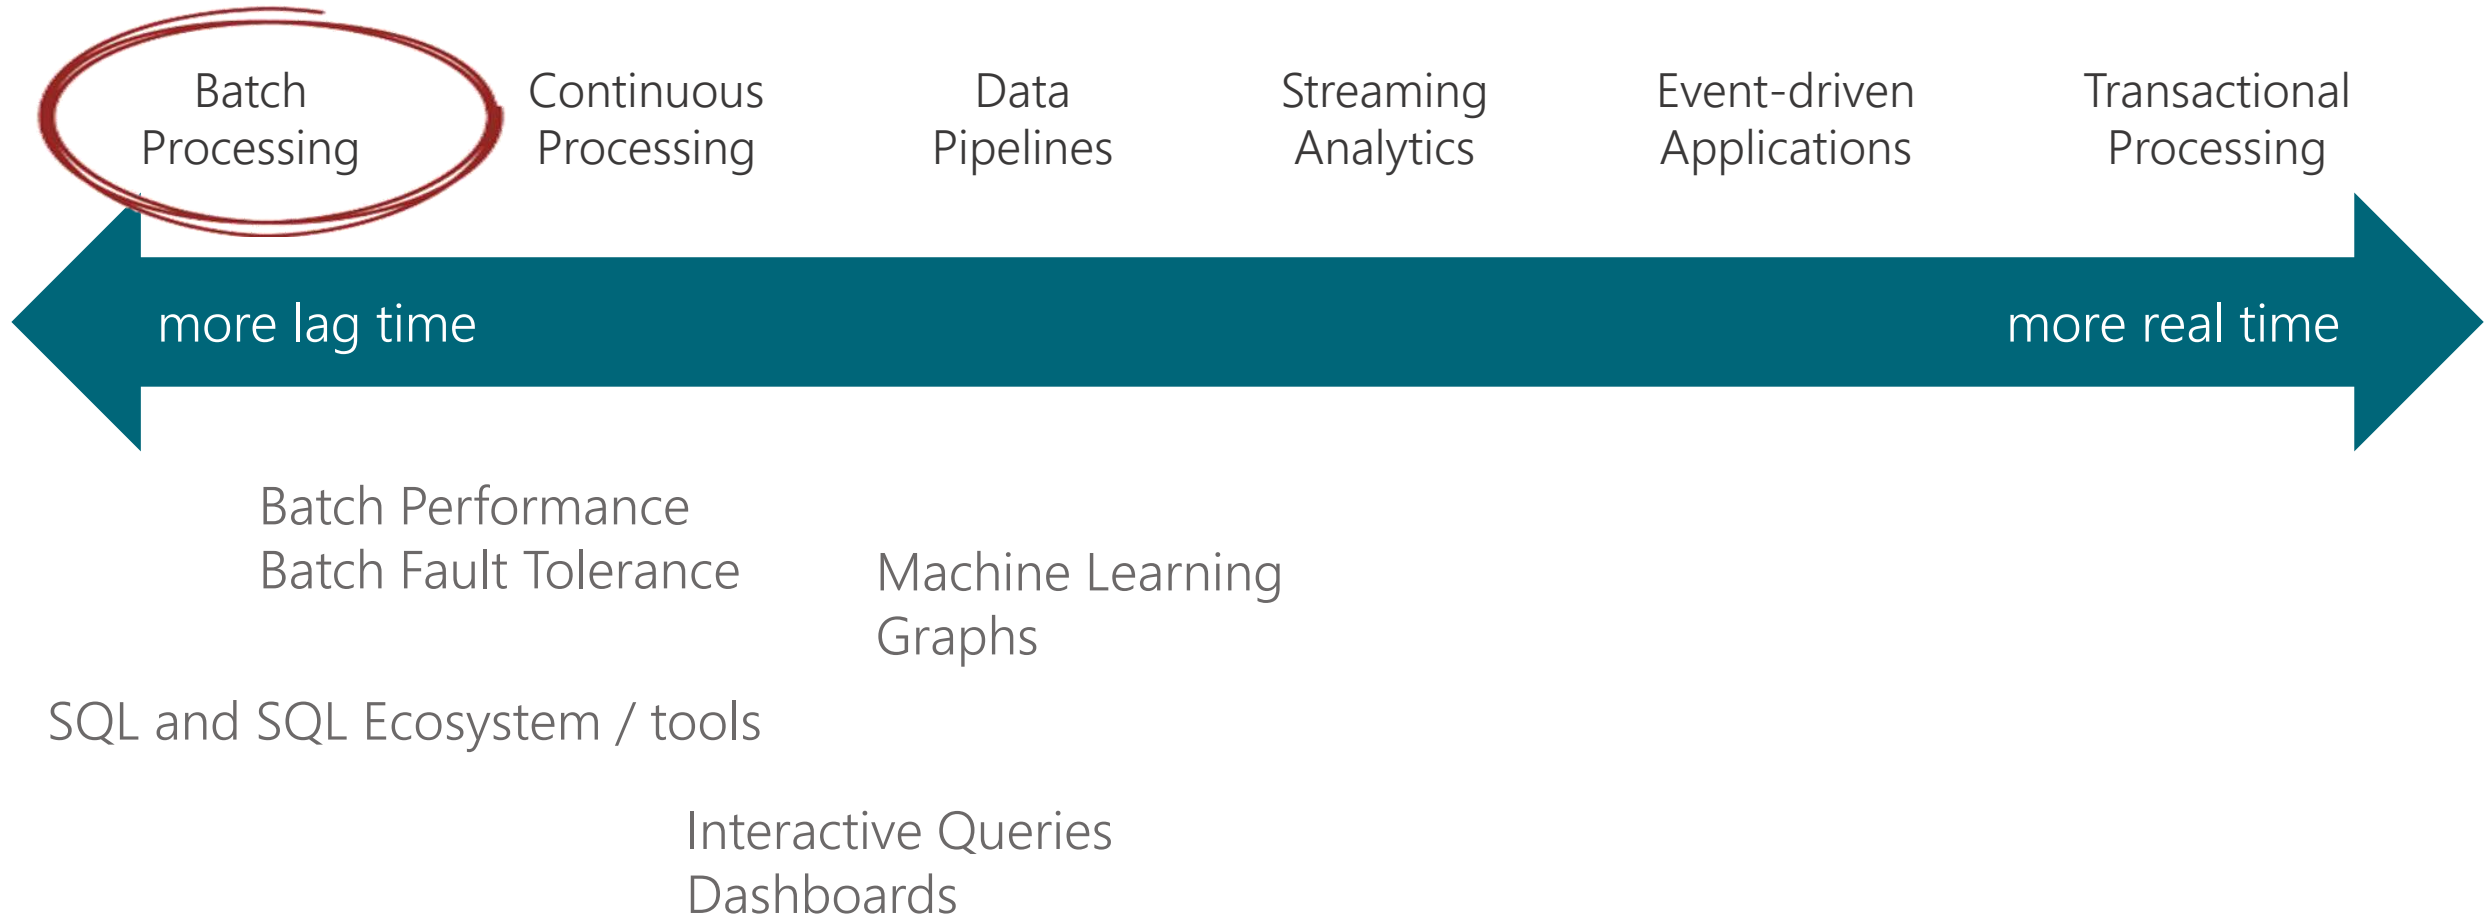 Batch
Processing
Continuous
Processing
Data
Pipelines
Streaming
Analytics
Event-driven
Applications
Transactional
Processing
more lag time
more real time
Batch Performance
Batch Fault Tolerance
Machine Learning
Graphs
SQL and SQL Ecosystem / tools
Interactive Queries
Dashboards